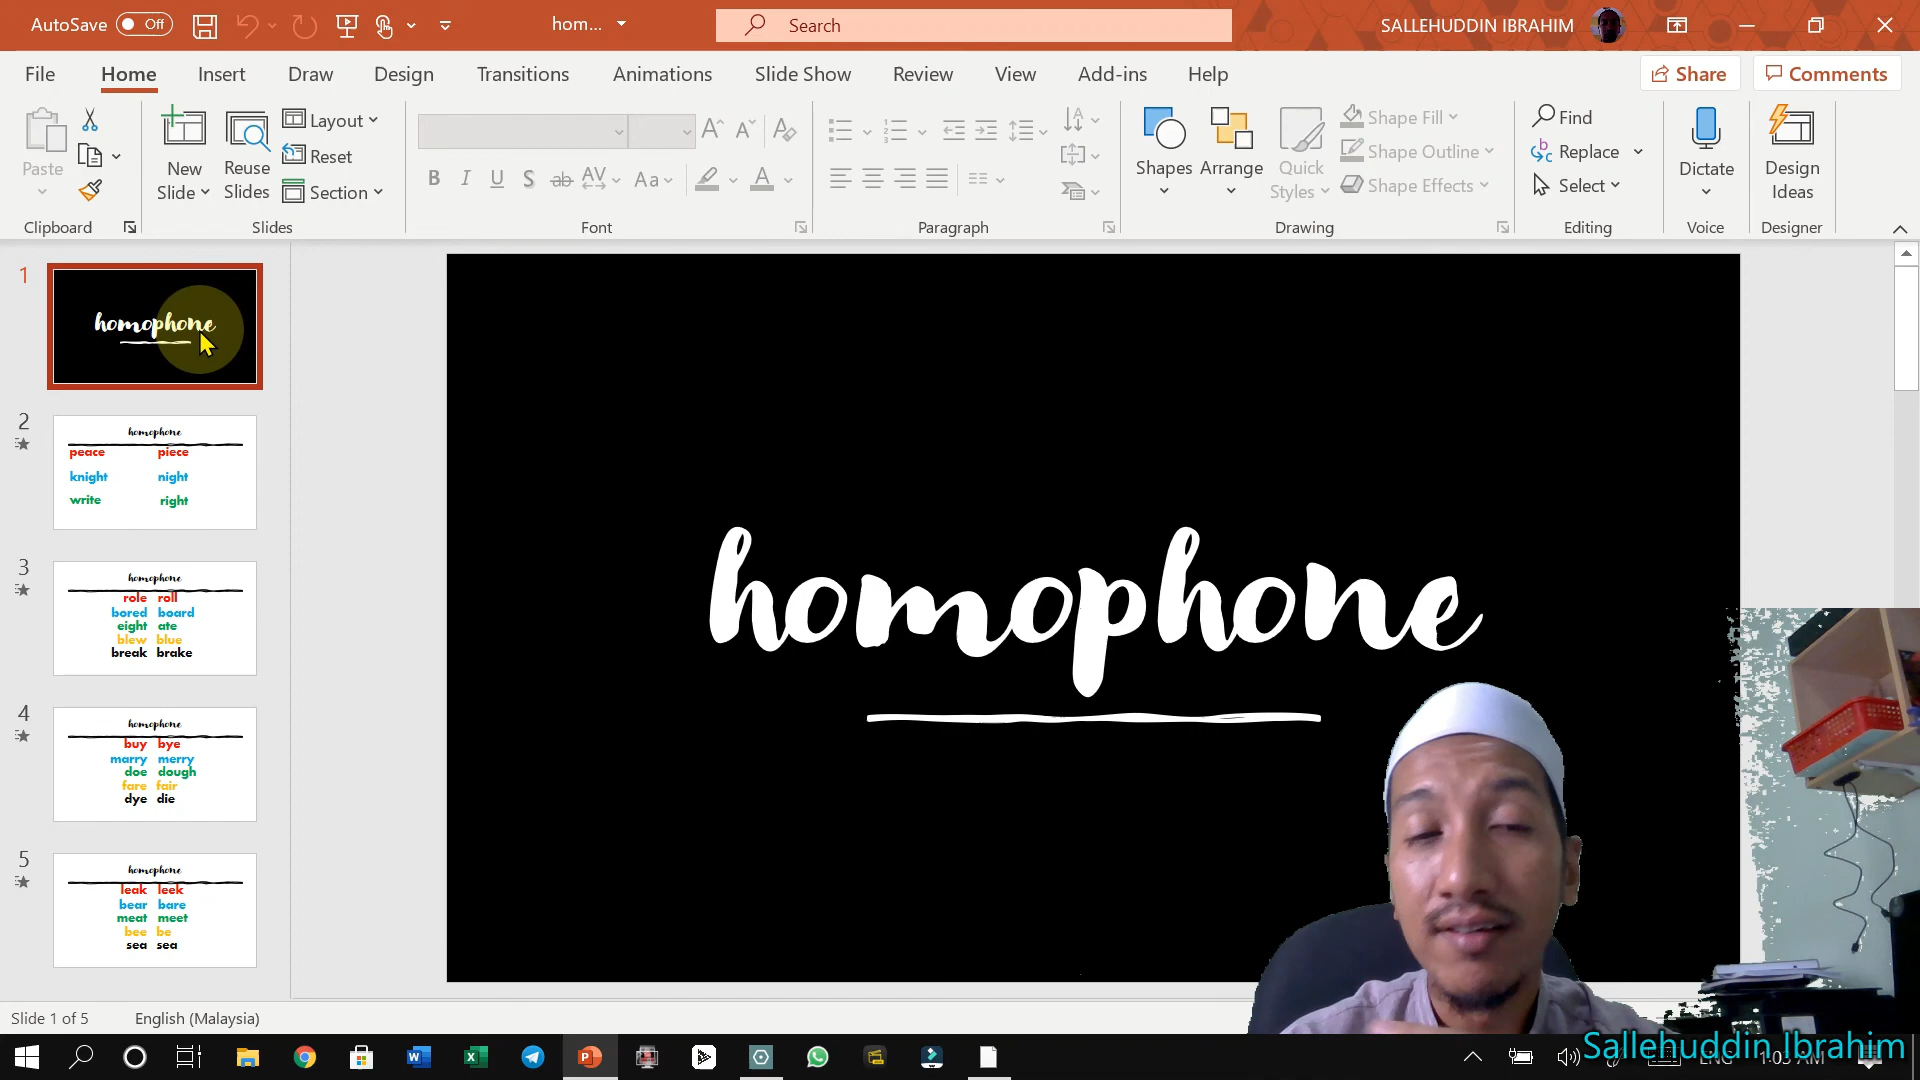 AutoSave Off hom... Search SALLEHUDDIN IBRAHIM
File Home Insert Draw Design Transitions Animations Slide Show Review View Add-ins Help Share Comments
Paste
New Slide
Reuse Slides
Layout
Reset
Section
B I U S ab AV Aa A
Shapes Arrange Quick Styles
Shape Fill
Shape Outline
Shape Effects
Find
Replace
Select
Dictate
Design Ideas
Clipboard Slides Font Paragraph Drawing Editing Voice Designer
1
homophone
2
homophone
peace piece
knight night
write right
3
homophone
role roll
bored board
eight ate
blew blue
break brake
4
homophone
buy bye
marry merry
doe dough
fare fair
dye die
5
homophone
leak leek
bear bare
meat meet
bee be
sea sea
homophone
Slide 1 of 5 English (Malaysia)
Sallehuddin Ibrahim